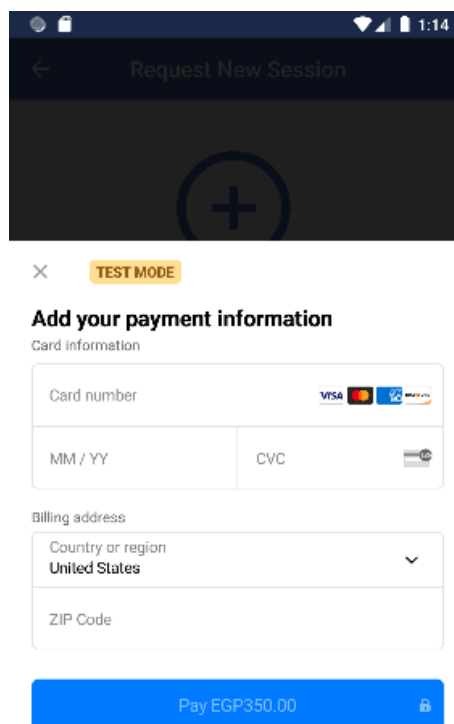 1:14
Request New Session
TEST MODE
Add your payment information
Card information
Card number
VISA
MM / YY
CVC
Billing address
Country or region
United States
ZIP Code
Pay EGP350.00